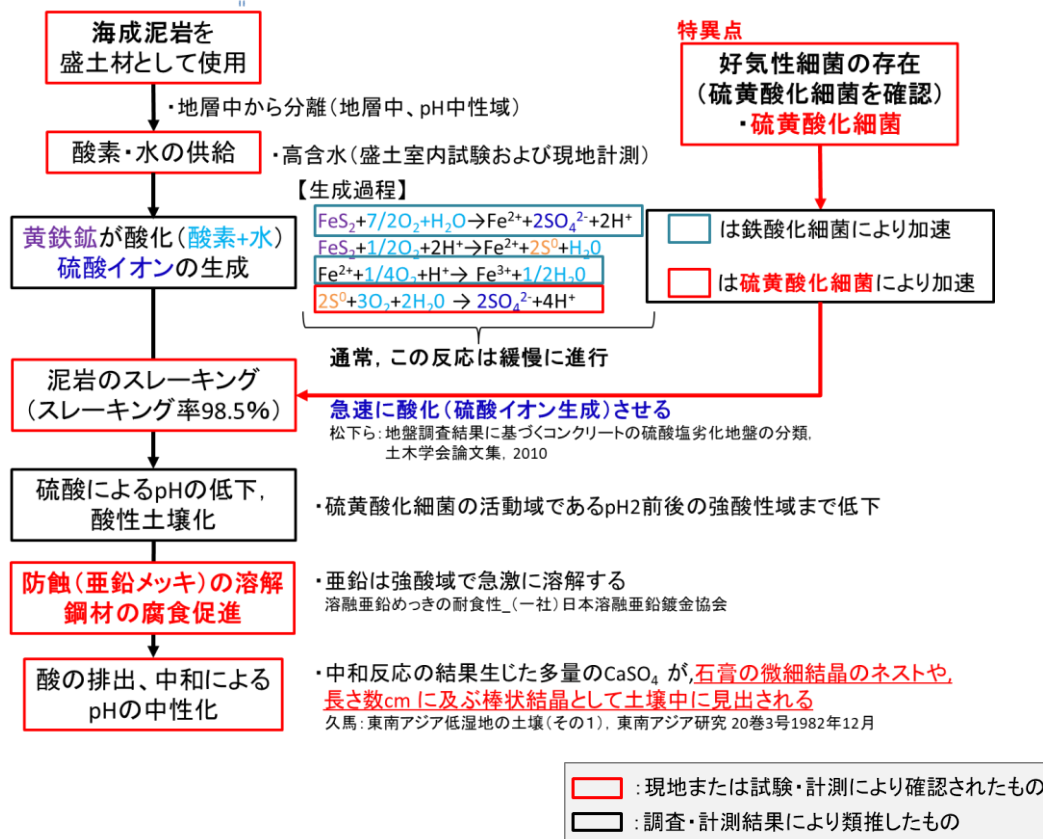 海成泥岩を
盛土材として使用
・地層中から分離(地層中、pH中性域)
酸素・水の供給
・高含水(盛土室内試験および現地計測)
特異点
好気性細菌の存在
(硫黄酸化細菌を確認)
・硫黄酸化細菌
【生成過程】
FeS₂+7/2O₂+H₂O→Fe²⁺+2SO₄²⁻+2H⁺
FeS₂+1/2O₂+2H⁺→Fe²⁺+2S⁰+H₂0
Fe²⁺+1/4O₂+H⁺→ Fe³⁺+1/2H₂0
2S⁰+3O₂+2H₂0 → 2SO₄²⁻+4H⁺
通常，この反応は緩慢に進行
黄鉄鉱が酸化(酸素+水)
硫酸イオンの生成
は鉄酸化細菌により加速
は硫黄酸化細菌により加速
泥岩のスレーキング
(スレーキング率98.5%)
急速に酸化(硫酸イオン生成)させる
松下ら:地盤調査結果に基づくコンクリートの硫酸塩劣化地盤の分類，
土木学会論文集，2010
硫酸によるpHの低下，
酸性土壌化
・硫黄酸化細菌の活動域であるpH2前後の強酸性域まで低下
防蝕(亜鉛メッキ)の溶解
鋼材の腐食促進
・亜鉛は強酸域で急激に溶解する
溶融亜鉛めっきの耐食性_(一社)日本溶融亜鉛鍍金協会
酸の排出、中和による
pHの中性化
・中和反応の結果生じた多量のCaSO₄ が,石膏の微細結晶のネストや,
長さ数cm に及ぶ棒状結晶として土壌中に見出される
久馬:東南アジア低湿地の土壌(その1)，東南アジア研究 20巻3号1982年12月
:現地または試験・計測により確認されたもの
:調査・計測結果により類推したもの